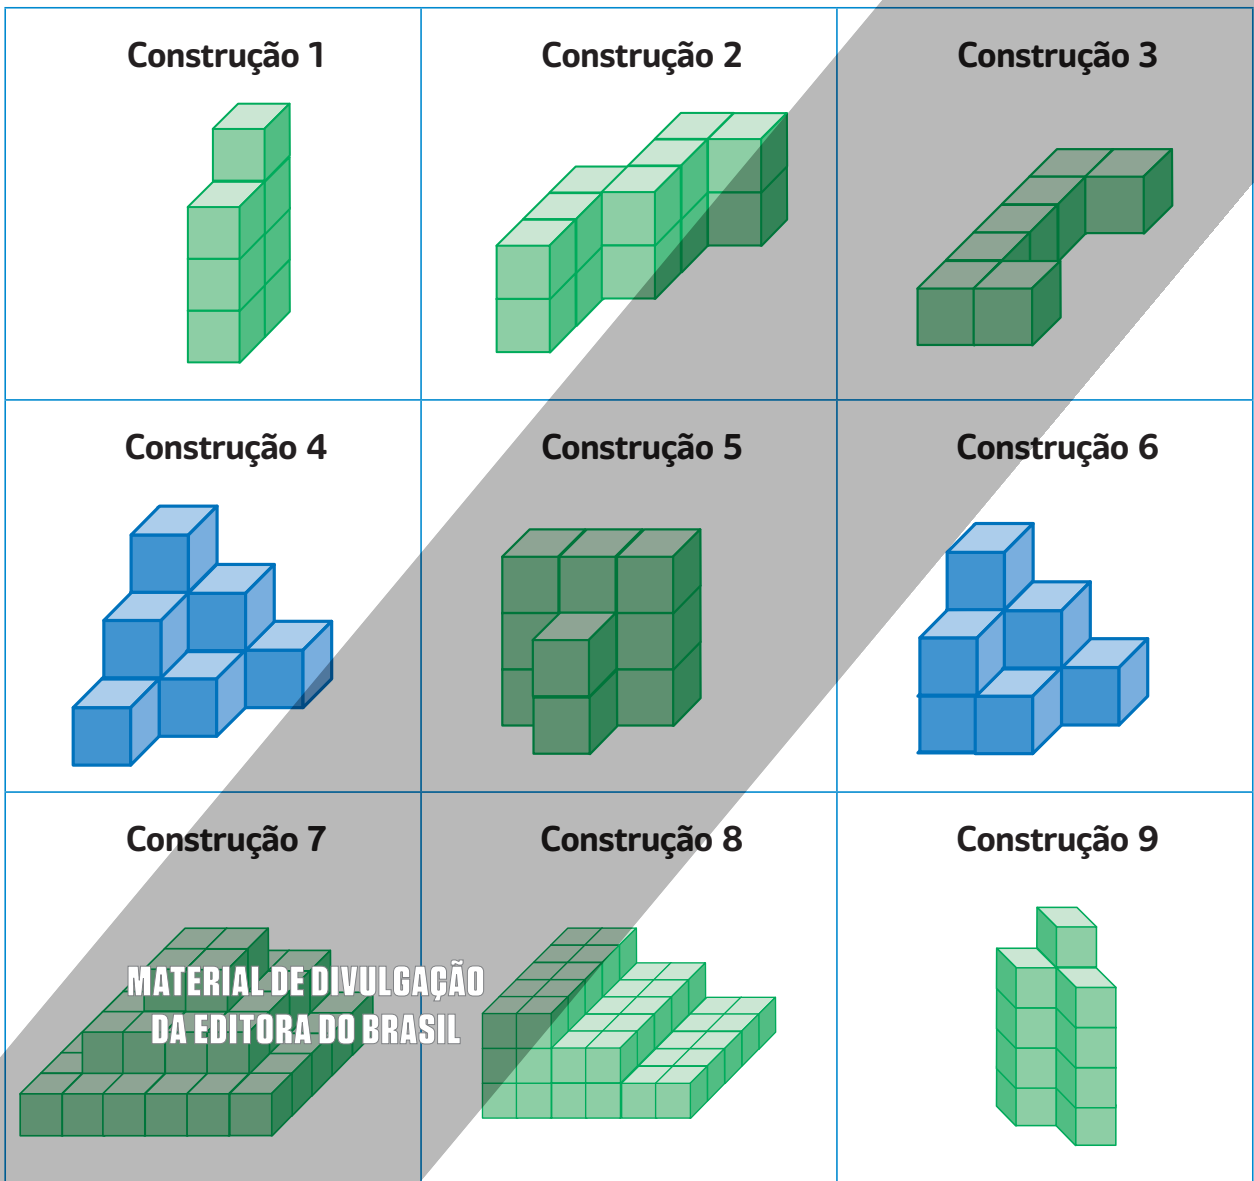 Construção 1
Construção 2
Construção 3
Construção 4
Construção 5
Construção 6
Construção 7
Construção 8
Construção 9
MATERIAL DE DIVULGAÇÃO
DA EDITORA DO BRASIL